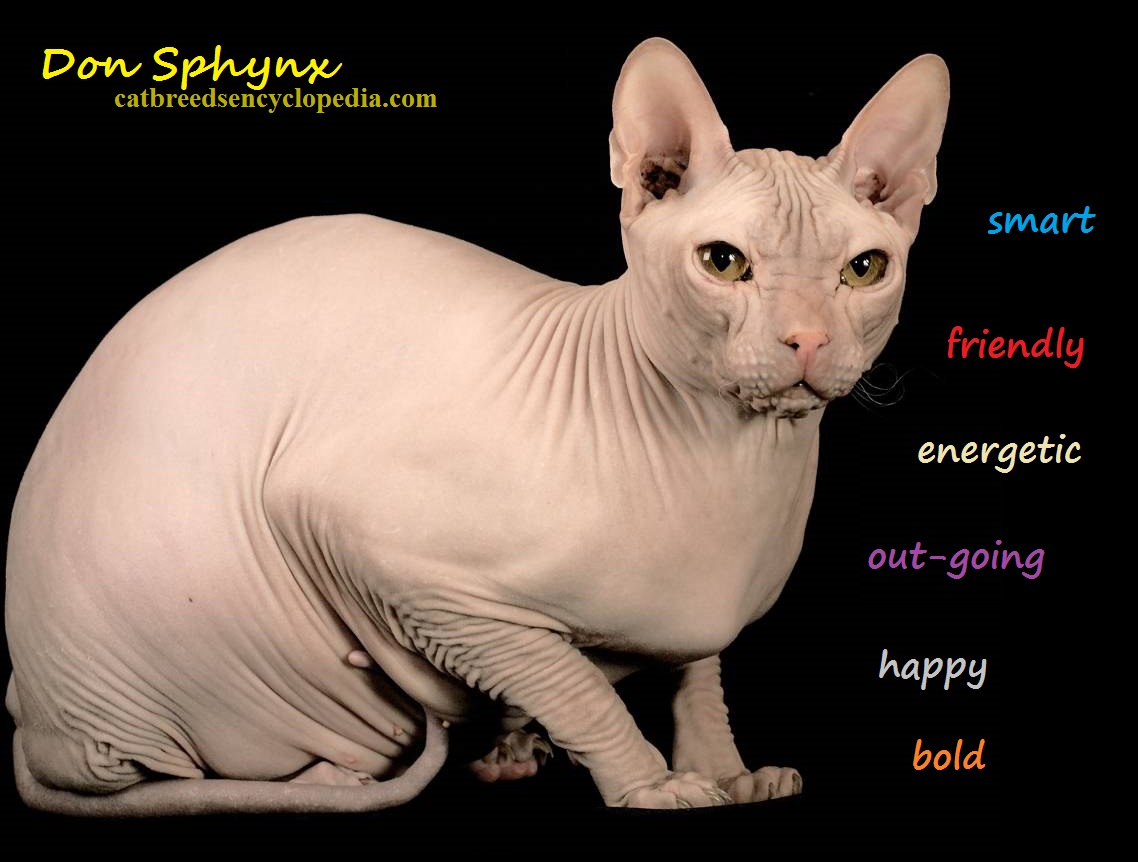 Don Sphynx
catbreedsencyclopedia.com
smart
friendly
energetic
out-going
happy
bold